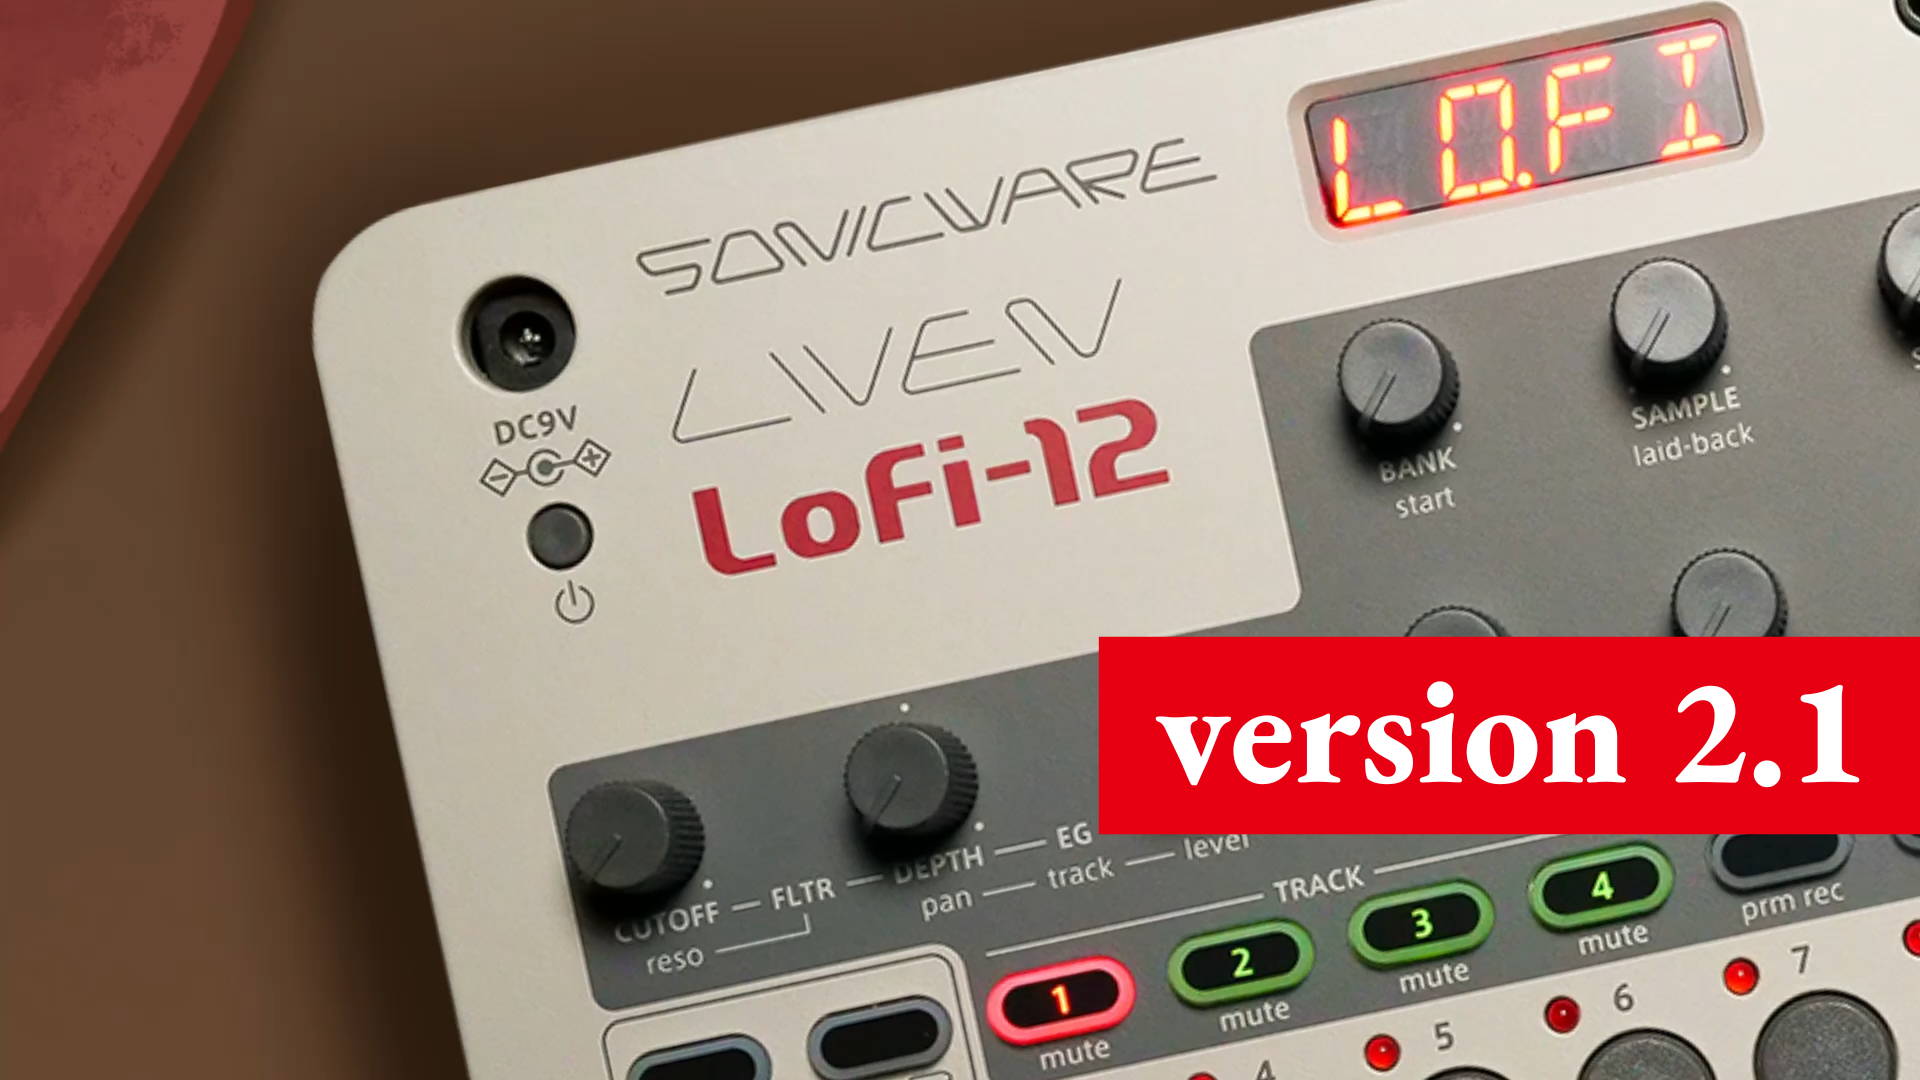 LO.FI
SONICWARE
LIVEN
LoFi-12
DC9V
BANK
start
SAMPLE
laid-back
version 2.1
CUTOFF — FLTR — DEPTH — EG
reso
pan — track — level
TRACK
1
2
3
4
mute
mute
mute
mute
prm rec
4
5
6
7